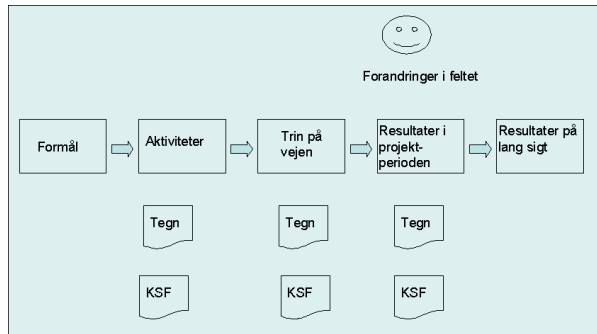 Forandringer i feltet
Formål
Aktiviteter
Trin på
vejen
Resultater i
projekt-
perioden
Resultater på
lang sigt
Tegn
Tegn
Tegn
KSF
KSF
KSF